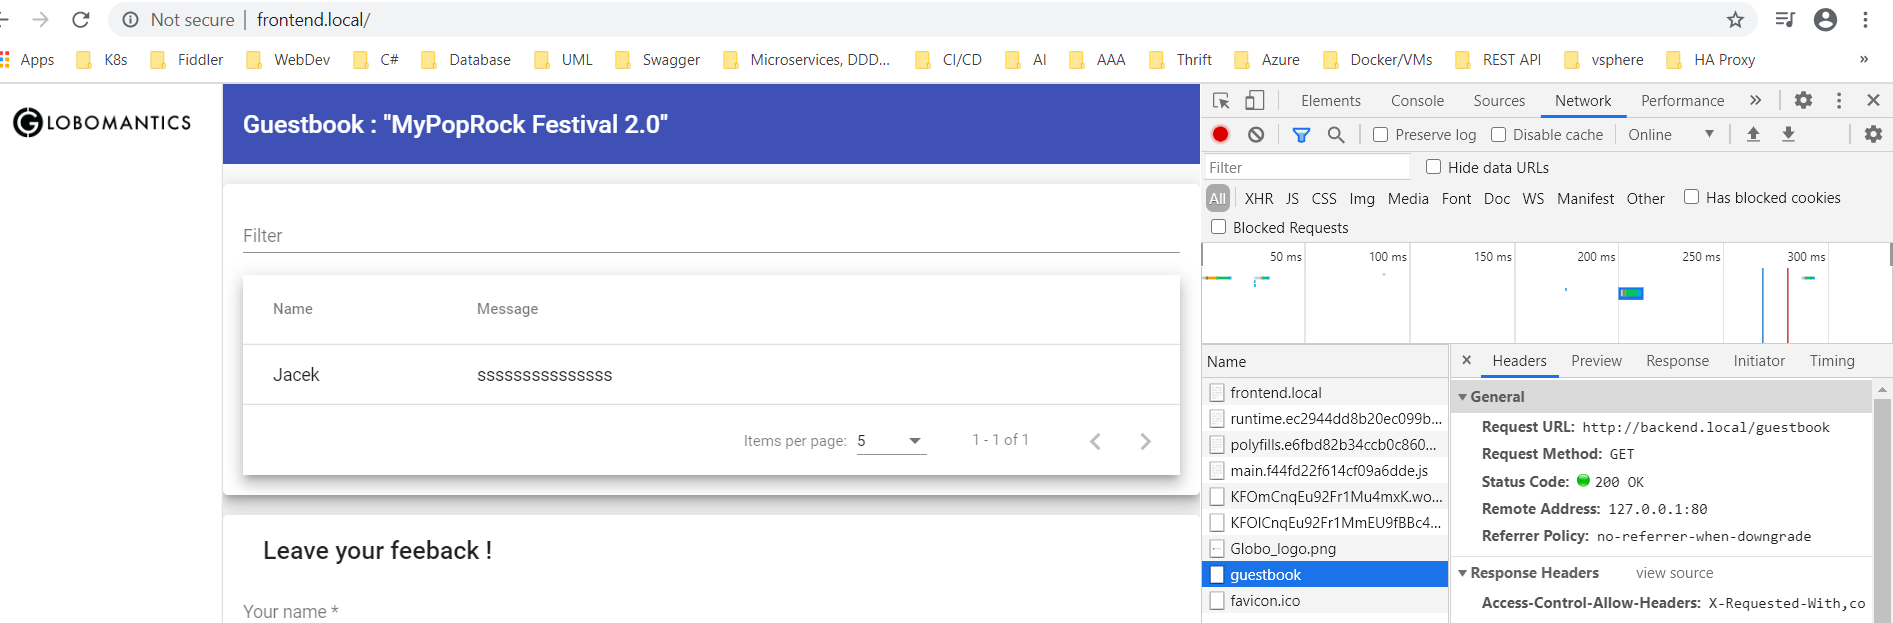 Not secure | frontend.local/
Apps K8s Fiddler WebDev C# Database UML Swagger Microservices, DDD... CI/CD AI AAA Thrift Azure Docker/VMs REST API vsphere HA Proxy »
GLOBOMANTICS
Guestbook : "MyPopRock Festival 2.0"
Filter
Name Message
Jacek sssssssssssssss
Items per page: 5 1 - 1 of 1
Leave your feeback !
Your name *
Elements Console Sources Network Performance »
Preserve log Disable cache Online
Filter Hide data URLs
All XHR JS CSS Img Media Font Doc WS Manifest Other Has blocked cookies
Blocked Requests
50 ms 100 ms 150 ms 200 ms 250 ms 300 ms
Name
frontend.local
runtime.ec2944dd8b20ec099b...
polyfills.e6fbd82b34ccb0c860...
main.f44fd22f614cf09a6dde.js
KFOmCnqEu92Fr1Mu4mxK.wo...
KFOlCnqEu92Fr1MmEU9fBBc4...
Globo_logo.png
guestbook
favicon.ico
Headers Preview Response Initiator Timing
General
Request URL: http://backend.local/guestbook
Request Method: GET
Status Code: 200 OK
Remote Address: 127.0.0.1:80
Referrer Policy: no-referrer-when-downgrade
Response Headers view source
Access-Control-Allow-Headers: X-Requested-With,co